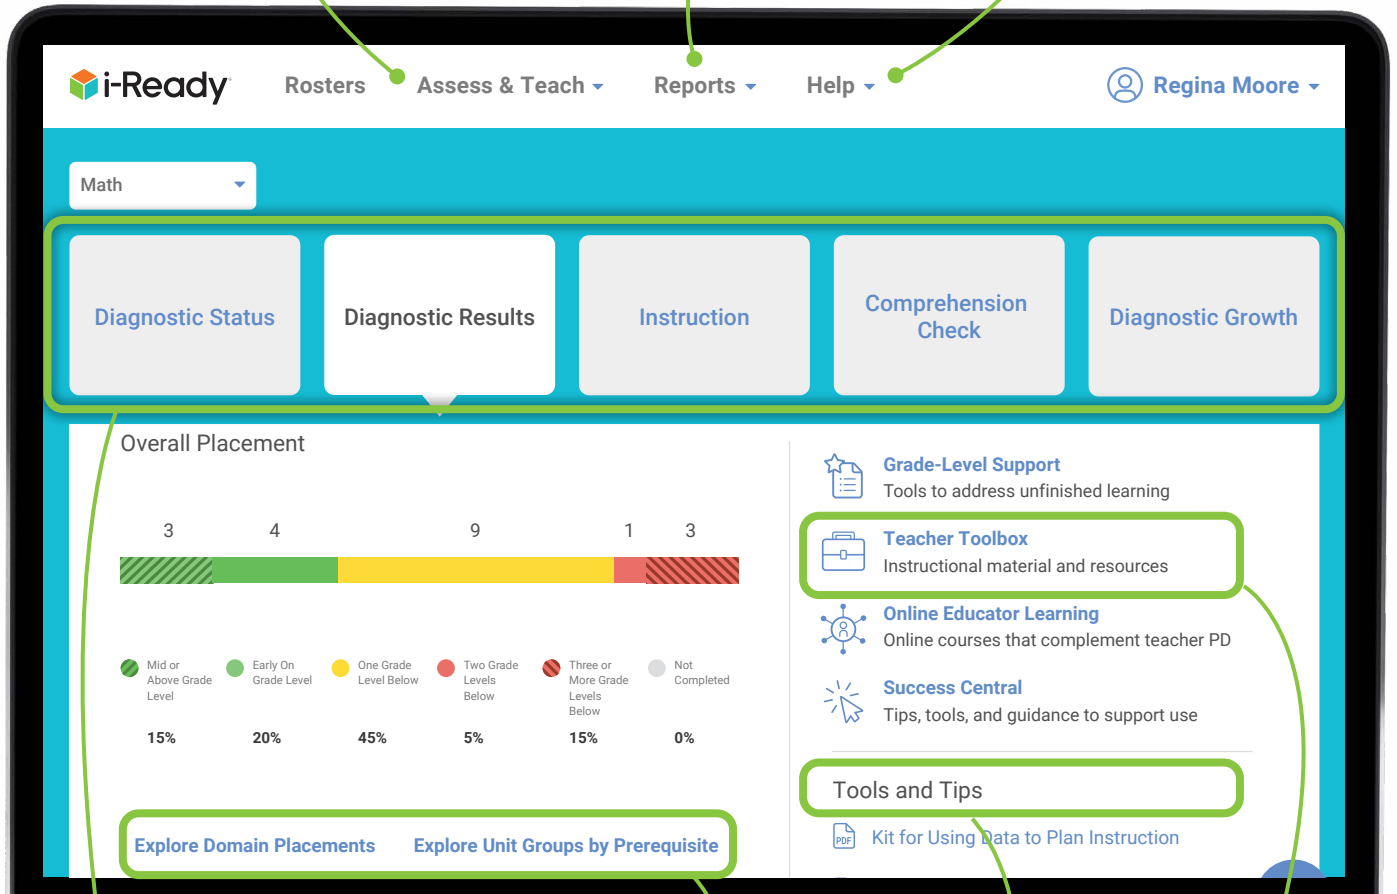 i-Ready
Rosters
Assess & Teach
Reports
Help
Regina Moore
Math
Diagnostic Status
Diagnostic Results
Instruction
Comprehension
Check
Diagnostic Growth
Overall Placement
3 4 9 1 3
Mid or
Above Grade
Level
15%
Early On
Grade Level
20%
One Grade
Level Below
45%
Two Grade
Levels
Below
5%
Three or
More Grade
Levels
Below
15%
Not
Completed
0%
Explore Domain Placements
Explore Unit Groups by Prerequisite
Grade-Level Support
Tools to address unfinished learning
Teacher Toolbox
Instructional material and resources
Online Educator Learning
Online courses that complement teacher PD
Success Central
Tips, tools, and guidance to support use
Tools and Tips
PDF
Kit for Using Data to Plan Instruction